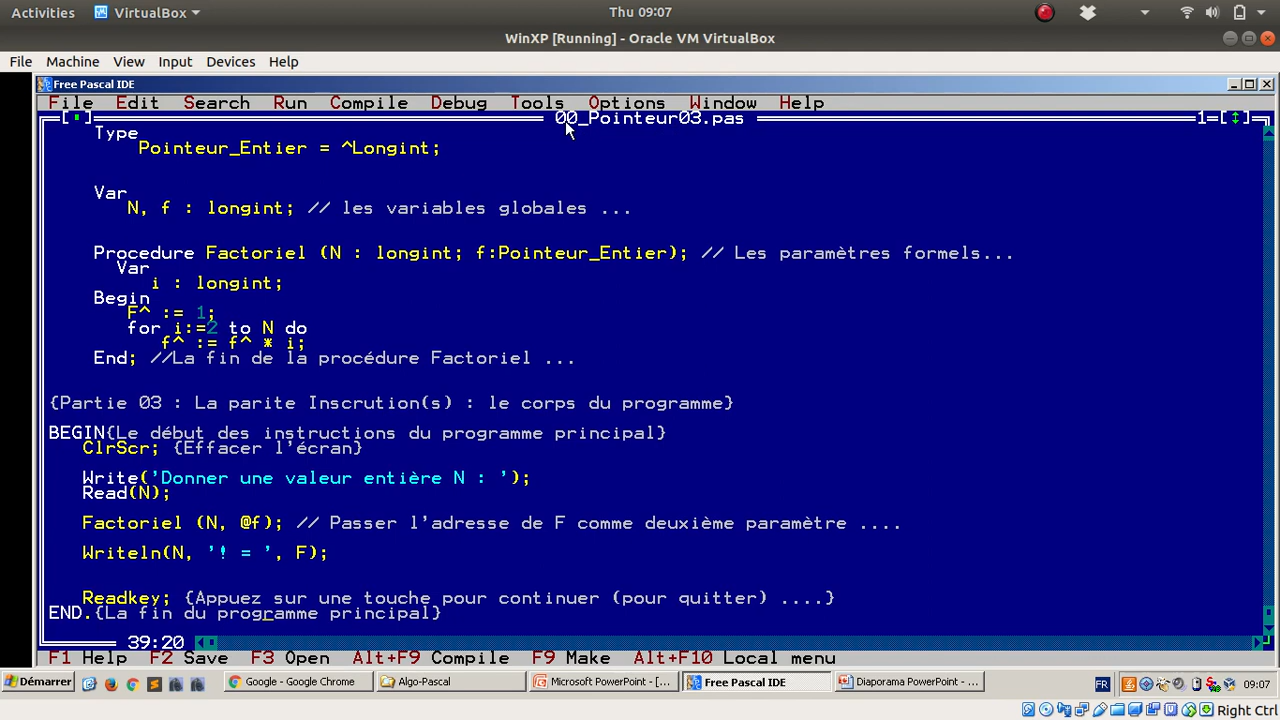 Activities VirtualBox Thu 09:07
WinXP [Running] - Oracle VM VirtualBox
File Machine View Input Devices Help
Free Pascal IDE
File Edit Search Run Compile Debug Tools Options Window Help
00_Pointeur03.pas 1
Type
Pointeur_Entier = ^Longint;
Var
N, f : longint; // les variables globales ...
Procedure Factoriel (N : longint; f:Pointeur_Entier); // Les paramètres formels...
Var
i : longint;
Begin
F^ := 1;
for i:=2 to N do
f^ := f^ * i;
End; //La fin de la procédure Factoriel ...
{Partie 03 : La parite Inscrution(s) : le corps du programme}
BEGIN{Le début des instructions du programme principal}
ClrScr; {Effacer l'écran}
Write('Donner une valeur entière N : ');
Read(N);
Factoriel (N, @f); // Passer l'adresse de F comme deuxième paramètre ....
Writeln(N, '! = ', F);
Readkey; {Appuez sur une touche pour continuer (pour quitter) ....}
END.{La fin du programme principal}
39:20
F1 Help F2 Save F3 Open Alt+F9 Compile F9 Make Alt+F10 Local menu
Démarrer Google - Google Chrome Algo-Pascal Microsoft PowerPoint - [... Free Pascal IDE Diaporama PowerPoint - ... FR 09:07
Right Ctrl